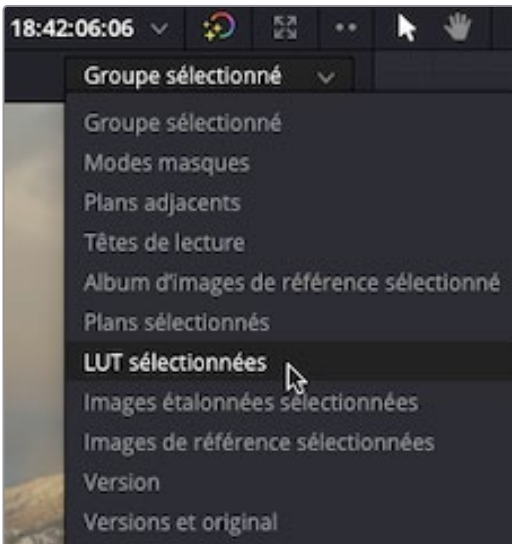 18:42:06:06
Groupe sélectionné
Groupe sélectionné
Modes masques
Plans adjacents
Têtes de lecture
Album d'images de référence sélectionné
Plans sélectionnés
LUT sélectionnées
Images étalonnées sélectionnées
Images de référence sélectionnées
Version
Versions et original